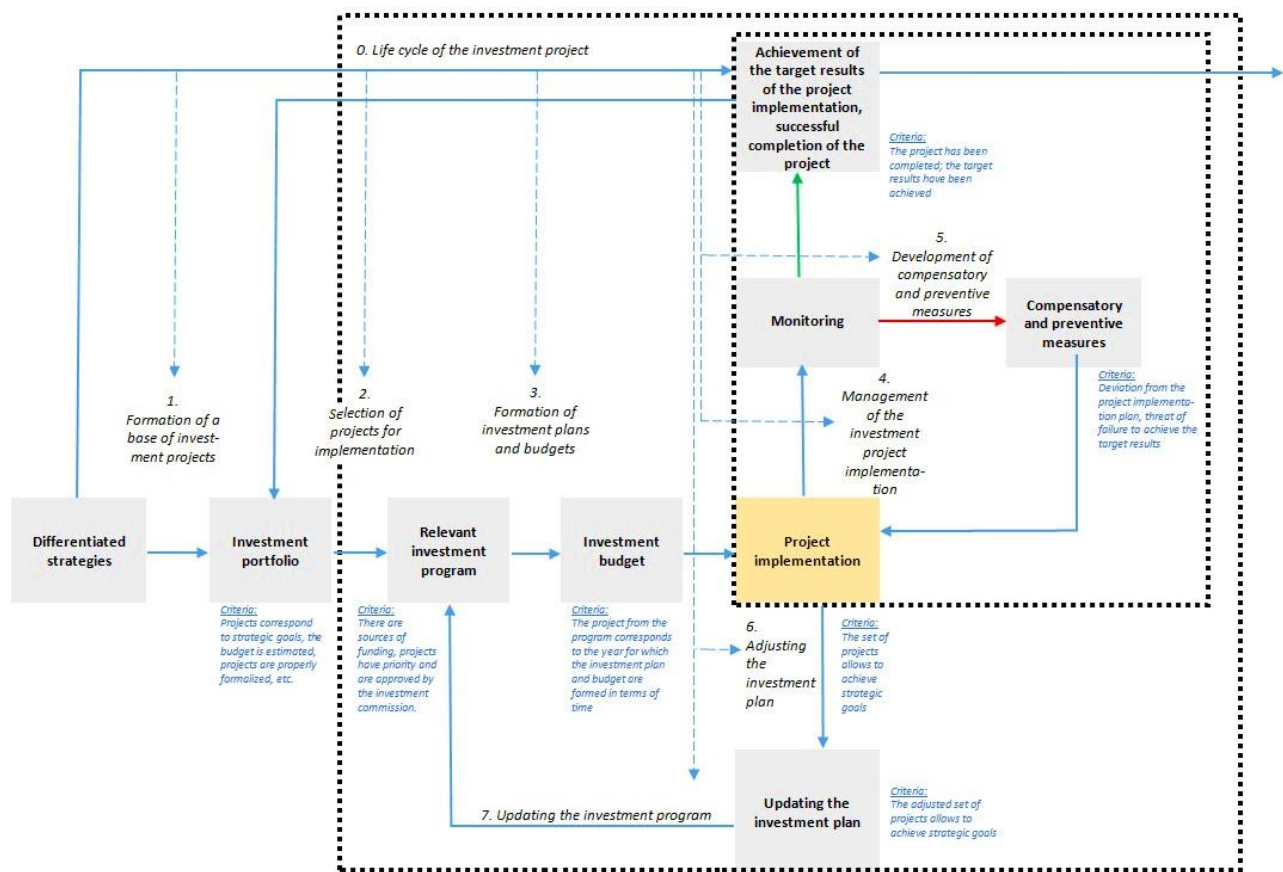 0. Life cycle of the investment project
Achievement of
the target results
of the project
implementation,
successful
completion of the
project
Criteria:
The project has been
completed; the target
results have been
achieved
5.
Development of
compensatory
and preventive
measures
Monitoring
Compensatory
and preventive
measures
Criteria:
Deviation from the
project implementa-
tion plan, threat of
failure to achieve the
target results
1.
Formation of a
base of invest-
ment projects
2.
Selection of
projects for
implementation
3.
Formation of
investment plans
and budgets
4.
Management
of the
investment
project
implementa-
tion
Differentiated
strategies
Investment
portfolio
Relevant
investment
program
Investment
budget
Project
implementation
Criteria:
Projects correspond
to strategic goals, the
budget is estimated,
projects are properly
formalized, etc.
Criteria:
There are
sources of
funding, projects
have priority and
are approved by
the investment
commission.
Criteria:
The project from the
program corresponds
to the year for which
the investment plan
and budget are
formed in terms of
time
6.
Adjusting
the
investment
plan
Criteria:
The set of
projects
allows to
achieve
strategic
goals
7. Updating the investment program
Updating the
investment plan
Criteria:
The adjusted set of
projects allows to
achieve strategic goals